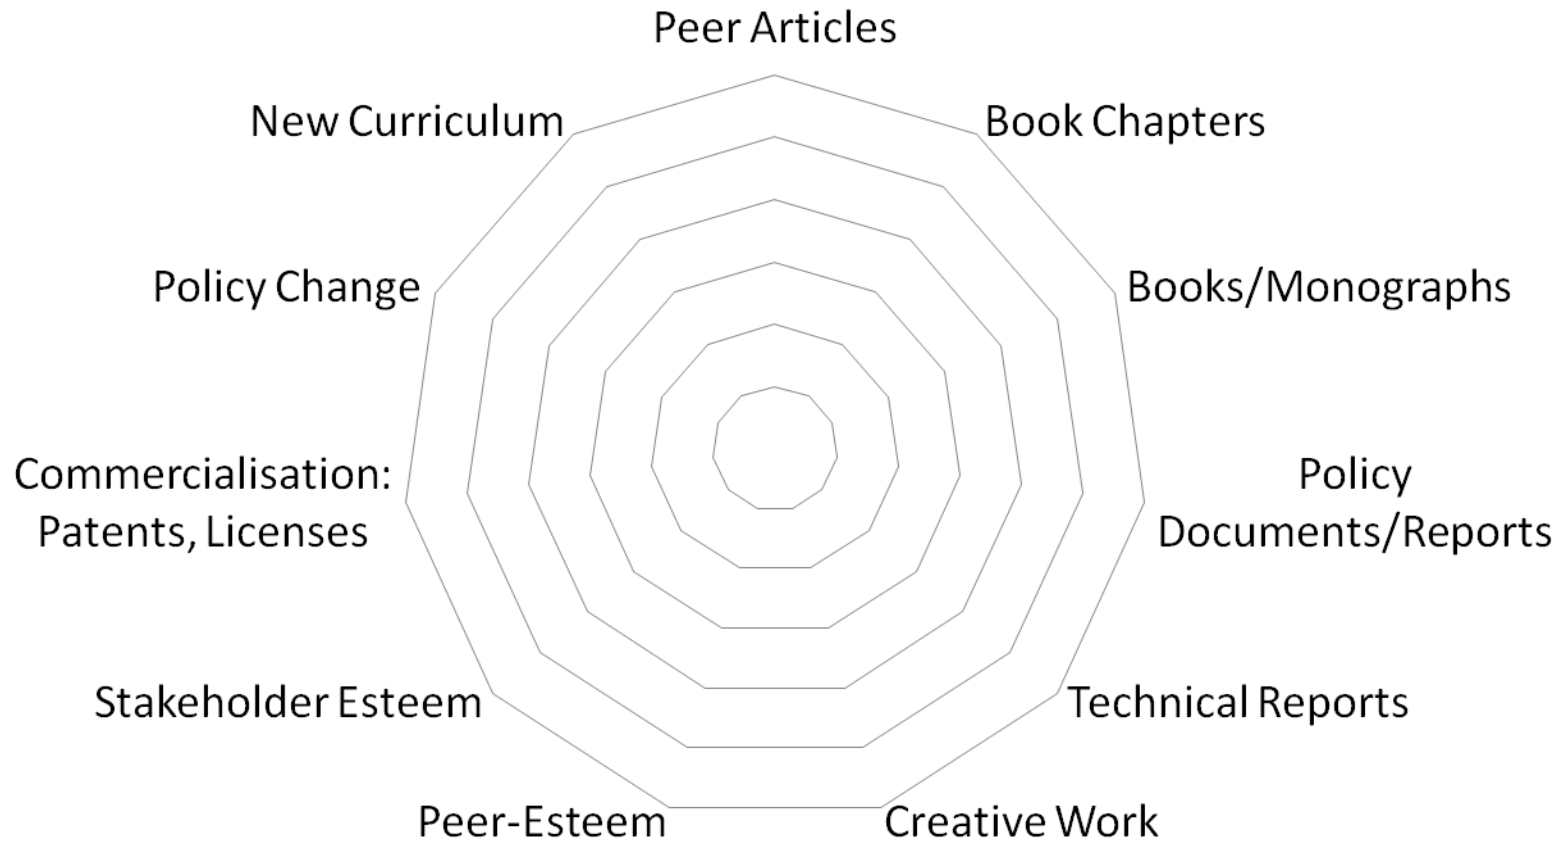 Peer Articles
New Curriculum
Book Chapters
Policy Change
Books/Monographs
Commercialisation:
Patents, Licenses
Policy
Documents/Reports
Stakeholder Esteem
Technical Reports
Peer-Esteem
Creative Work